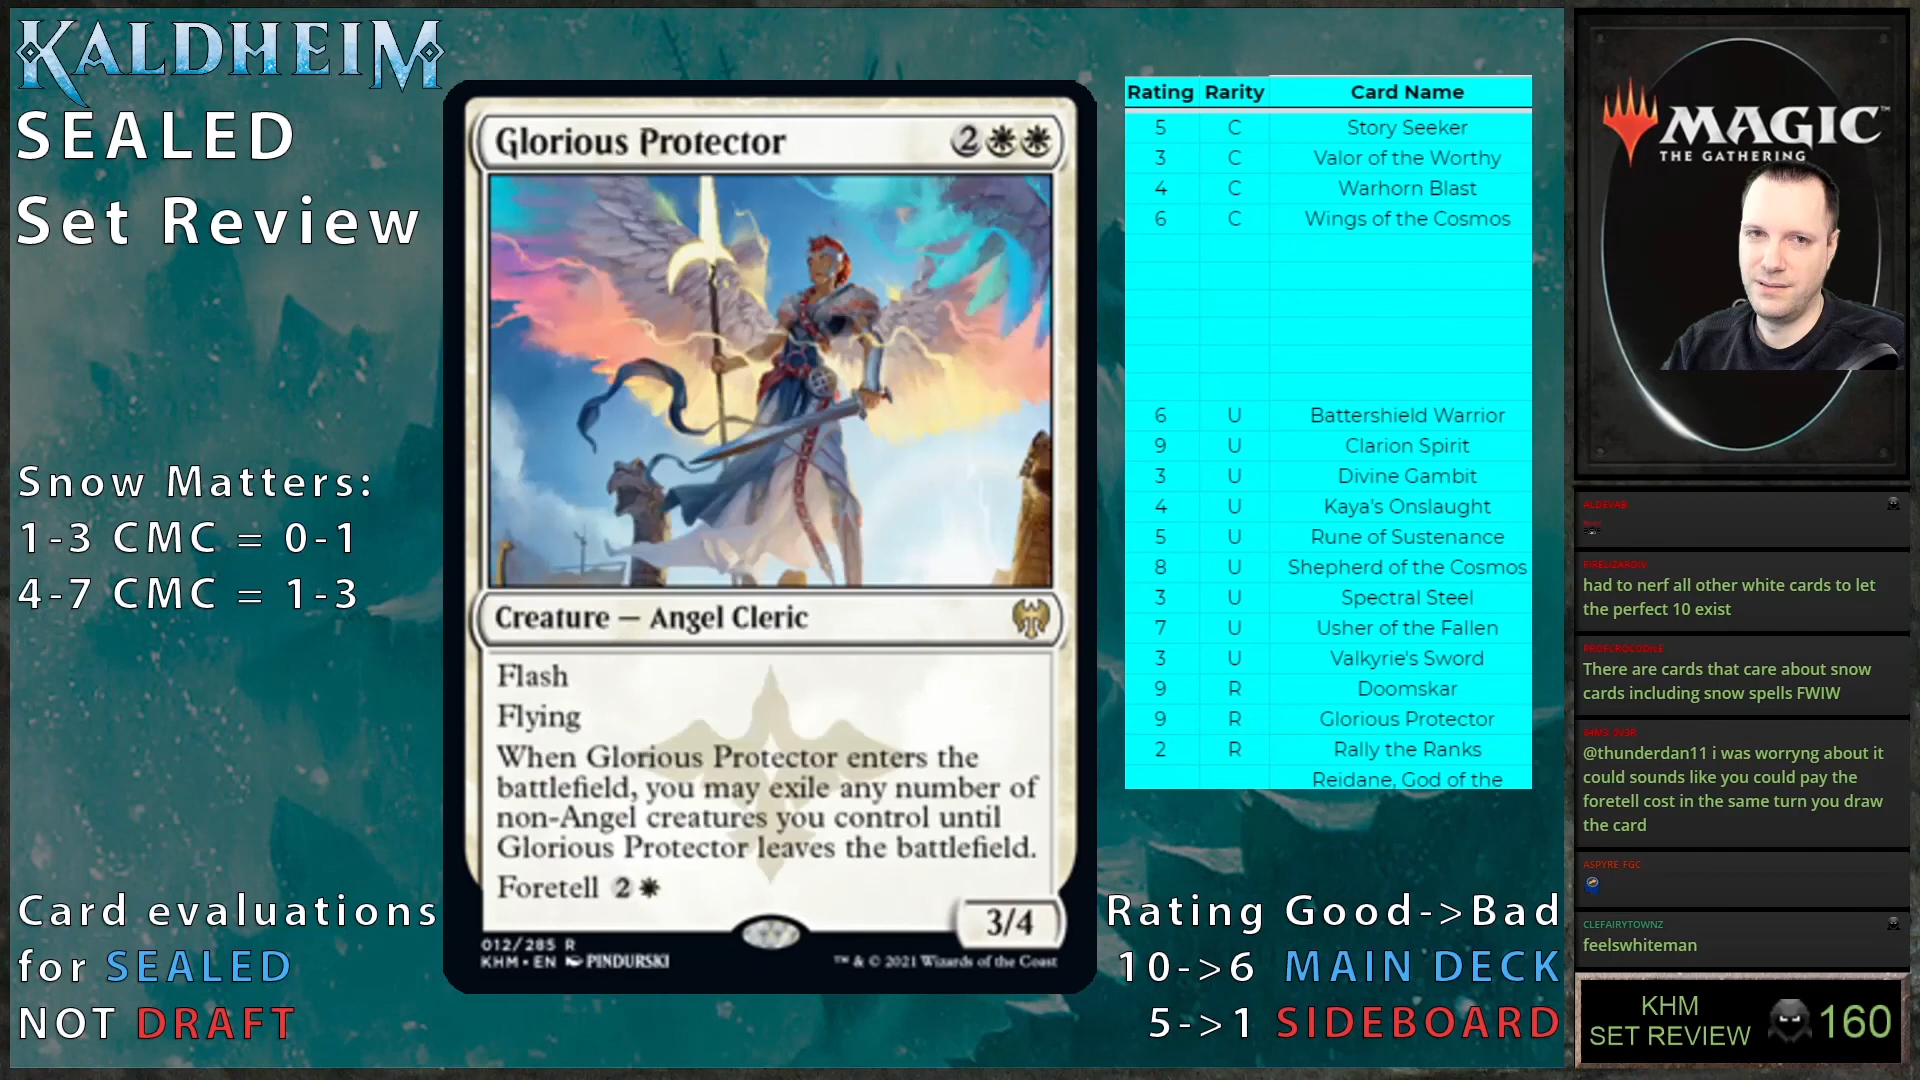 KALDHEIM
SEALED
Set Review
Snow Matters:
1-3 CMC = 0-1
4-7 CMC = 1-3
Card evaluations
for SEALED
NOT DRAFT
Glorious Protector 2
Creature — Angel Cleric
Flash
Flying
When Glorious Protector enters the
battlefield, you may exile any number of
non-Angel creatures you control until
Glorious Protector leaves the battlefield.
Foretell 2
3/4
012/285 R
KHM • EN PINDURSKI
™ & © 2021 Wizards of the Coast
Rating Rarity Card Name
5 C Story Seeker
3 C Valor of the Worthy
4 C Warhorn Blast
6 C Wings of the Cosmos
6 U Battershield Warrior
9 U Clarion Spirit
3 U Divine Gambit
4 U Kaya's Onslaught
5 U Rune of Sustenance
8 U Shepherd of the Cosmos
3 U Spectral Steel
7 U Usher of the Fallen
3 U Valkyrie's Sword
9 R Doomskar
9 R Glorious Protector
2 R Rally the Ranks
Reidane, God of the
Rating Good->Bad
10->6 MAIN DECK
5->1 SIDEBOARD
MAGIC™
THE GATHERING
ALDEVAB
FIRELIZARDIV
had to nerf all other white cards to let
the perfect 10 exist
PROFCROCODILE
There are cards that care about snow
cards including snow spells FWIW
@thunderdan11 i was worryng about it
could sounds like you could pay the
foretell cost in the same turn you draw
the card
ASPYRE_FGC
CLEFAIRYTOWNZ
feelswhiteman
KHM
SET REVIEW 160